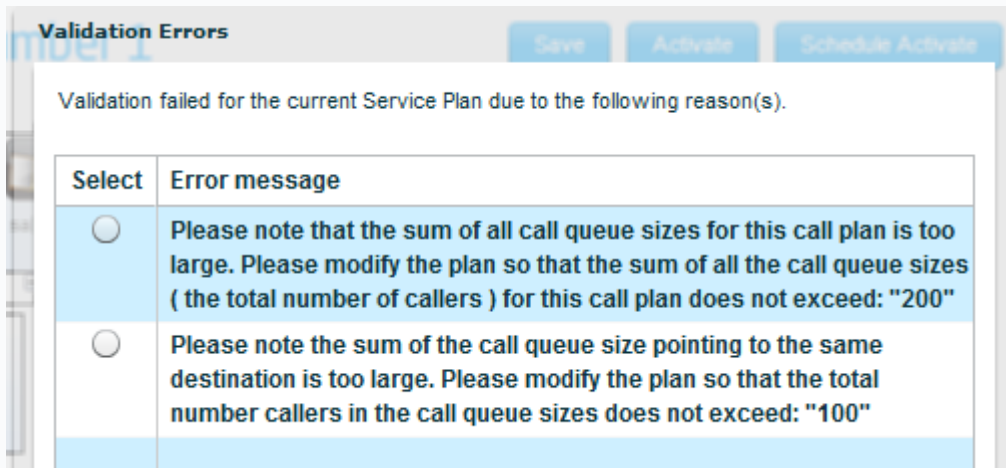 Validation Errors
mber 1
Save Activate Schedule Activate
Validation failed for the current Service Plan due to the following reason(s).
Select Error message
Please note that the sum of all call queue sizes for this call plan is too
large. Please modify the plan so that the sum of all the call queue sizes
( the total number of callers ) for this call plan does not exceed: "200"
Please note the sum of the call queue size pointing to the same
destination is too large. Please modify the plan so that the total
number callers in the call queue sizes does not exceed: "100"